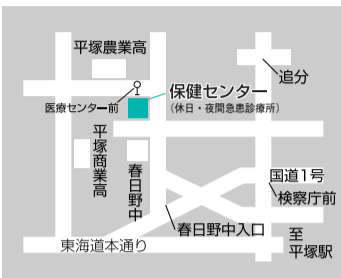 平塚農業高
追分
保健センター
(休日・夜間急患診療所)
医療センター前
平塚商業高
春日野中
国道1号
検察庁前
春日野中入口
東海道本通り
至
平塚駅